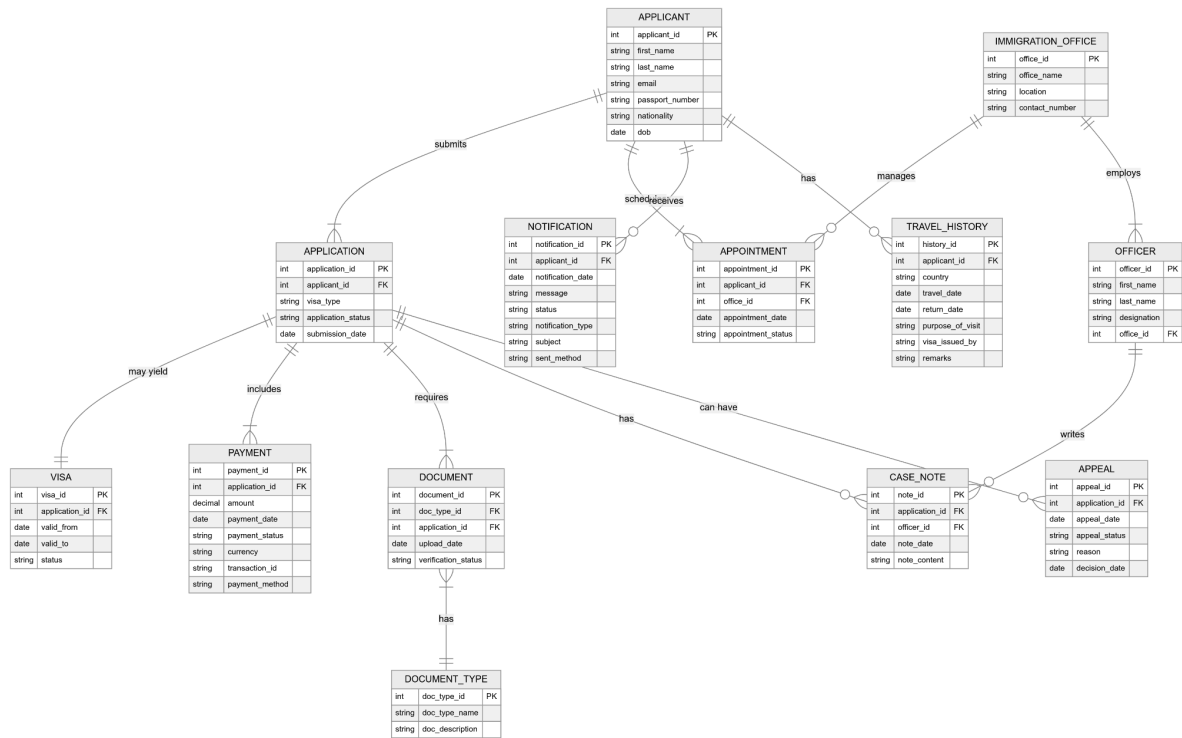 APPLICANT
int applicant_id PK
string first_name
string last_name
string email
string passport_number
string nationality
date dob
IMMIGRATION_OFFICE
int office_id PK
string office_name
string location
string contact_number
submits
has
manages
employs
schedules
receives
NOTIFICATION
int notification_id PK
int applicant_id FK
date notification_date
string message
string status
string notification_type
string subject
string sent_method
TRAVEL_HISTORY
int history_id PK
int applicant_id FK
string country
date travel_date
date return_date
string purpose_of_visit
string visa_issued_by
string remarks
APPLICATION
int application_id PK
int applicant_id FK
string visa_type
string application_status
date submission_date
APPOINTMENT
int appointment_id PK
int applicant_id FK
int office_id FK
date appointment_date
string appointment_status
OFFICER
int officer_id PK
string first_name
string last_name
string designation
int office_id FK
may yield
includes
requires
has
can have
writes
PAYMENT
int payment_id PK
int application_id FK
decimal amount
date payment_date
string payment_status
string currency
string transaction_id
string payment_method
VISA
int visa_id PK
int application_id FK
date valid_from
date valid_to
string status
DOCUMENT
int document_id PK
int doc_type_id FK
int application_id FK
date upload_date
string verification_status
CASE_NOTE
int note_id PK
int application_id FK
int officer_id FK
date note_date
string note_content
APPEAL
int appeal_id PK
int application_id FK
date appeal_date
string appeal_status
string reason
date decision_date
has
DOCUMENT_TYPE
int doc_type_id PK
string doc_type_name
string doc_description